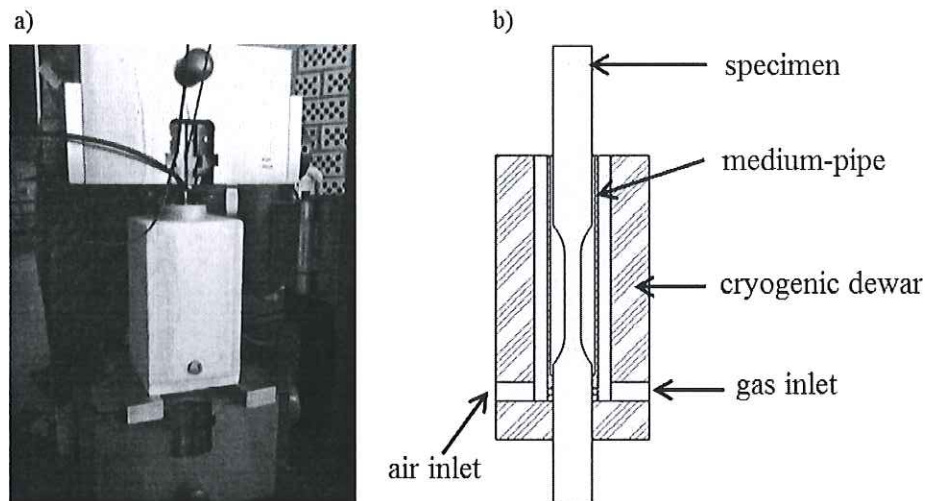 a)
b)
specimen
medium-pipe
cryogenic dewar
gas inlet
air inlet